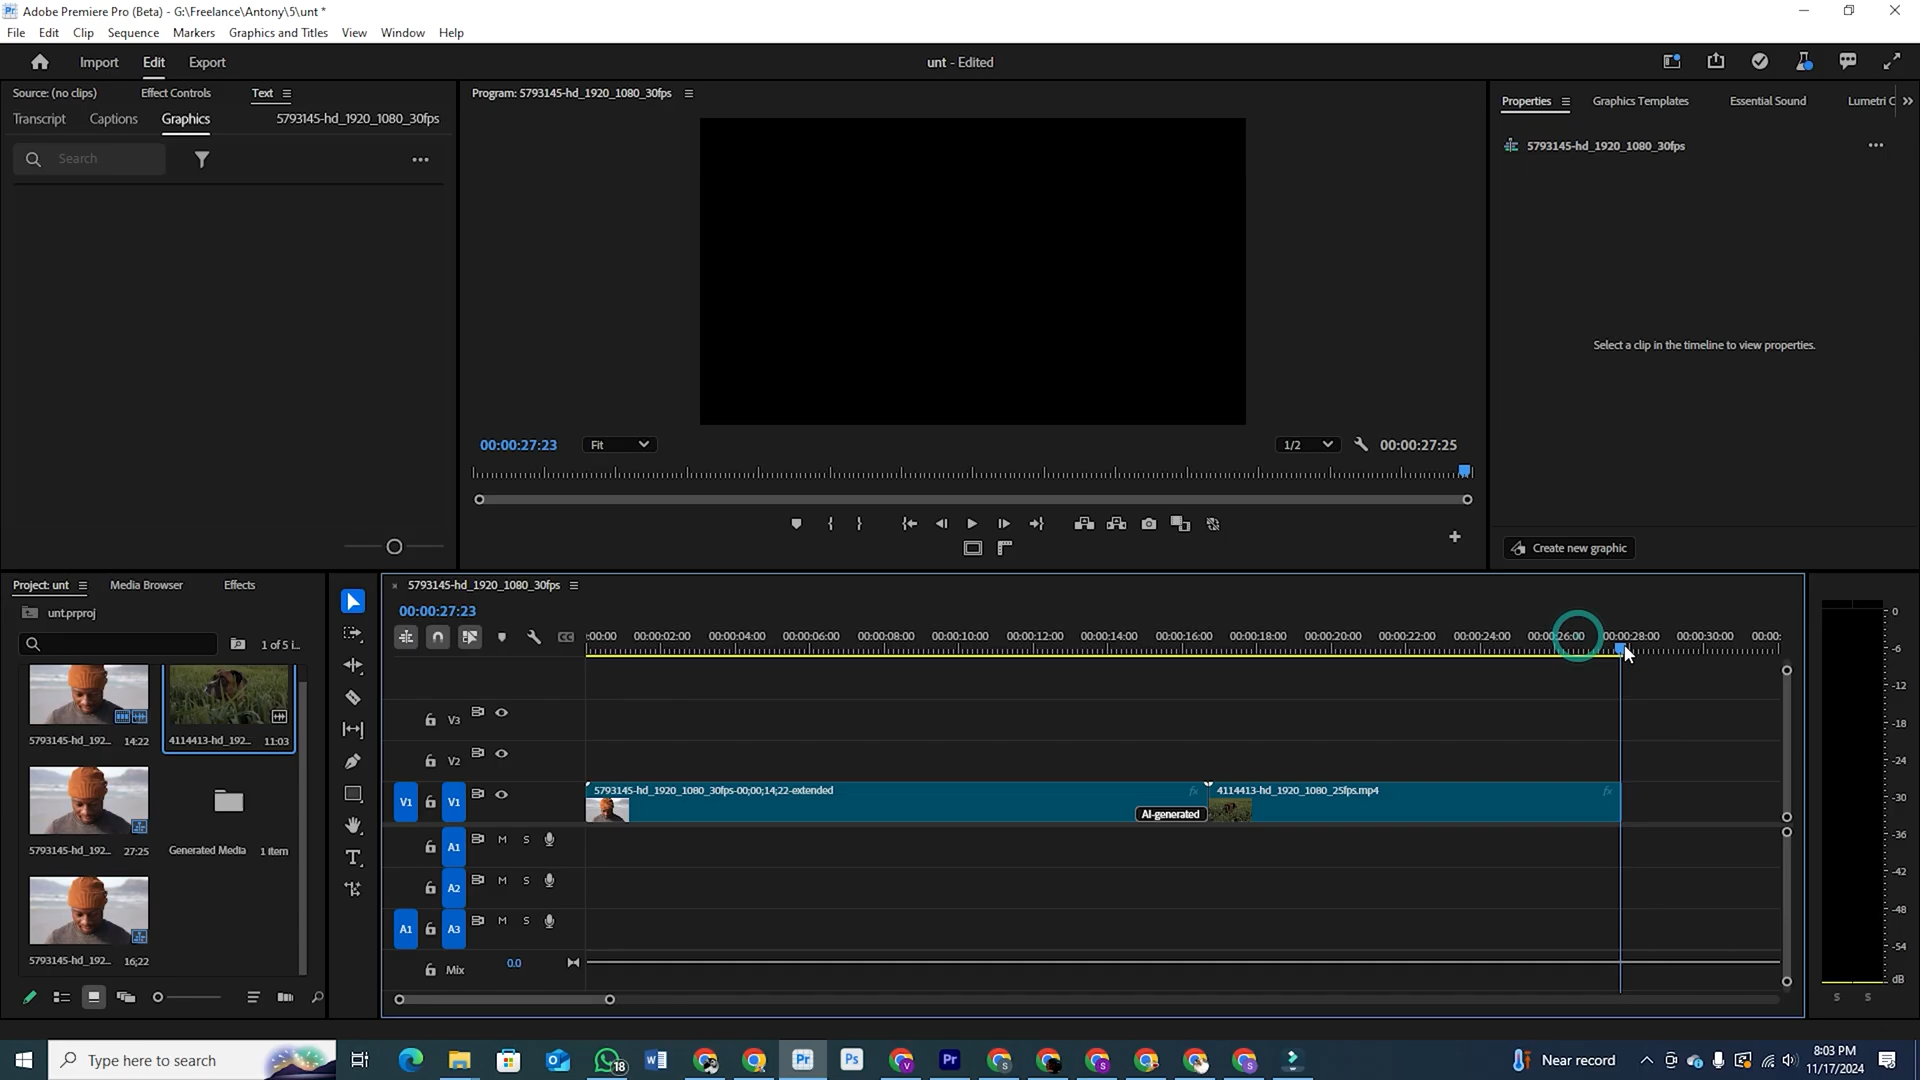 Adobe Premiere Pro (Beta) - G:\Freelance\Antony\5\unt *
File Edit Clip Sequence Markers Graphics and Titles View Window Help
Import Edit Export
unt - Edited
Source: (no clips) Effect Controls Text
Transcript Captions Graphics 5793145-hd_1920_1080_30fps
Search
Program: 5793145-hd_1920_1080_30fps
00:00:27:23 Fit 1/2 00:00:27:25
Properties Graphics Templates Essential Sound Lumetri C
5793145-hd_1920_1080_30fps
Select a clip in the timeline to view properties.
Create new graphic
Project: unt Media Browser Effects
unt.prproj
1 of 5 i...
5793145-hd_192... 14:22 4114413-hd_192... 11:03
5793145-hd_192... 27:25 Generated Media 1 item
5793145-hd_192... 16;22
5793145-hd_1920_1080_30fps
00:00:27:23
:00:00 00:00:02:00 00:00:04:00 00:00:06:00 00:00:08:00 00:00:10:00 00:00:12:00 00:00:14:00 00:00:16:00 00:00:18:00 00:00:20:00 00:00:22:00 00:00:24:00 00:00:26:00 00:00:28:00 00:00:30:00 00:00:
V3
V2
V1 V1 5793145-hd_1920_1080_30fps-00;00;14;22-extended fx 4114413-hd_1920_1080_25fps.mp4 fx
AI-generated
A1 M S
A2 M S
A1 A3 M S
Mix 0.0
0
-6
-12
-18
-24
-30
-36
-42
-48
-54
dB
S S
Type here to search
18
Near record
8:03 PM
11/17/2024